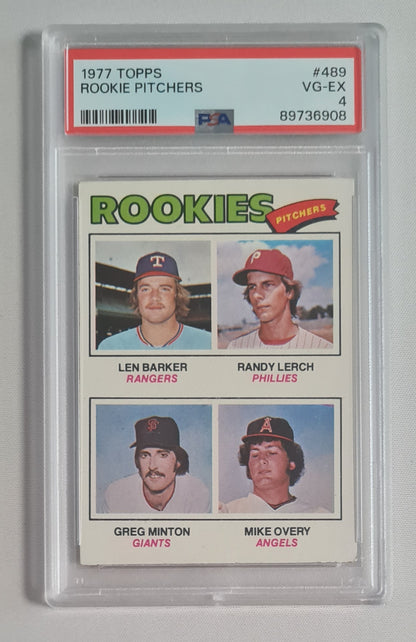 1977 TOPPS #489
ROOKIE PITCHERS VG-EX
4
PSA 89736908
ROOKIES
PITCHERS
T P
LEN BARKER RANDY LERCH
RANGERS PHILLIES
SF A
GREG MINTON MIKE OVERY
GIANTS ANGELS